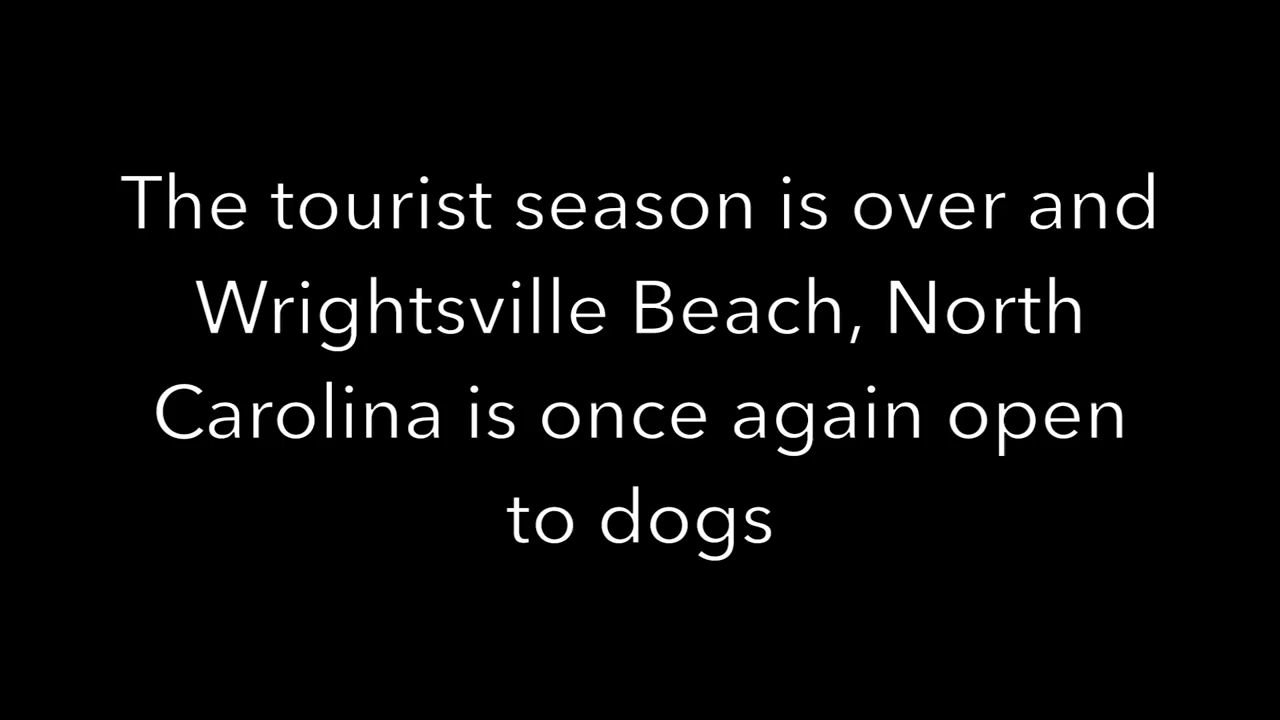 The tourist season is over and
Wrightsville Beach, North
Carolina is once again open
to dogs